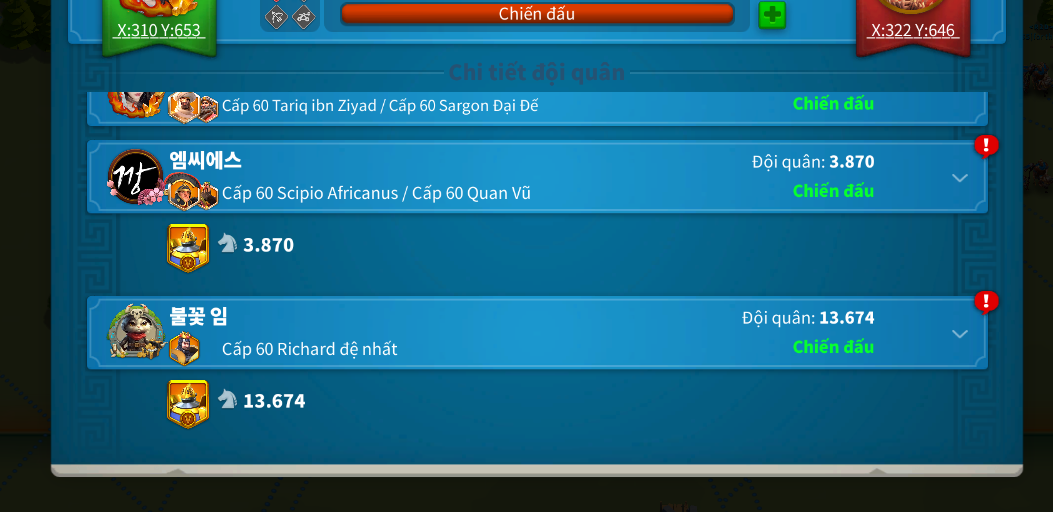 Chiến đấu
X:310 Y:653
X:322 Y:646
Chi tiết đội quân
Cấp 60 Tariq ibn Ziyad / Cấp 60 Sargon Đại Đế
Chiến đấu
엠씨에스
Đội quân: 3.870
깡
Cấp 60 Scipio Africanus / Cấp 60 Quan Vũ
Chiến đấu
3.870
불꽃 임
Đội quân: 13.674
Cấp 60 Richard đệ nhất
Chiến đấu
13.674